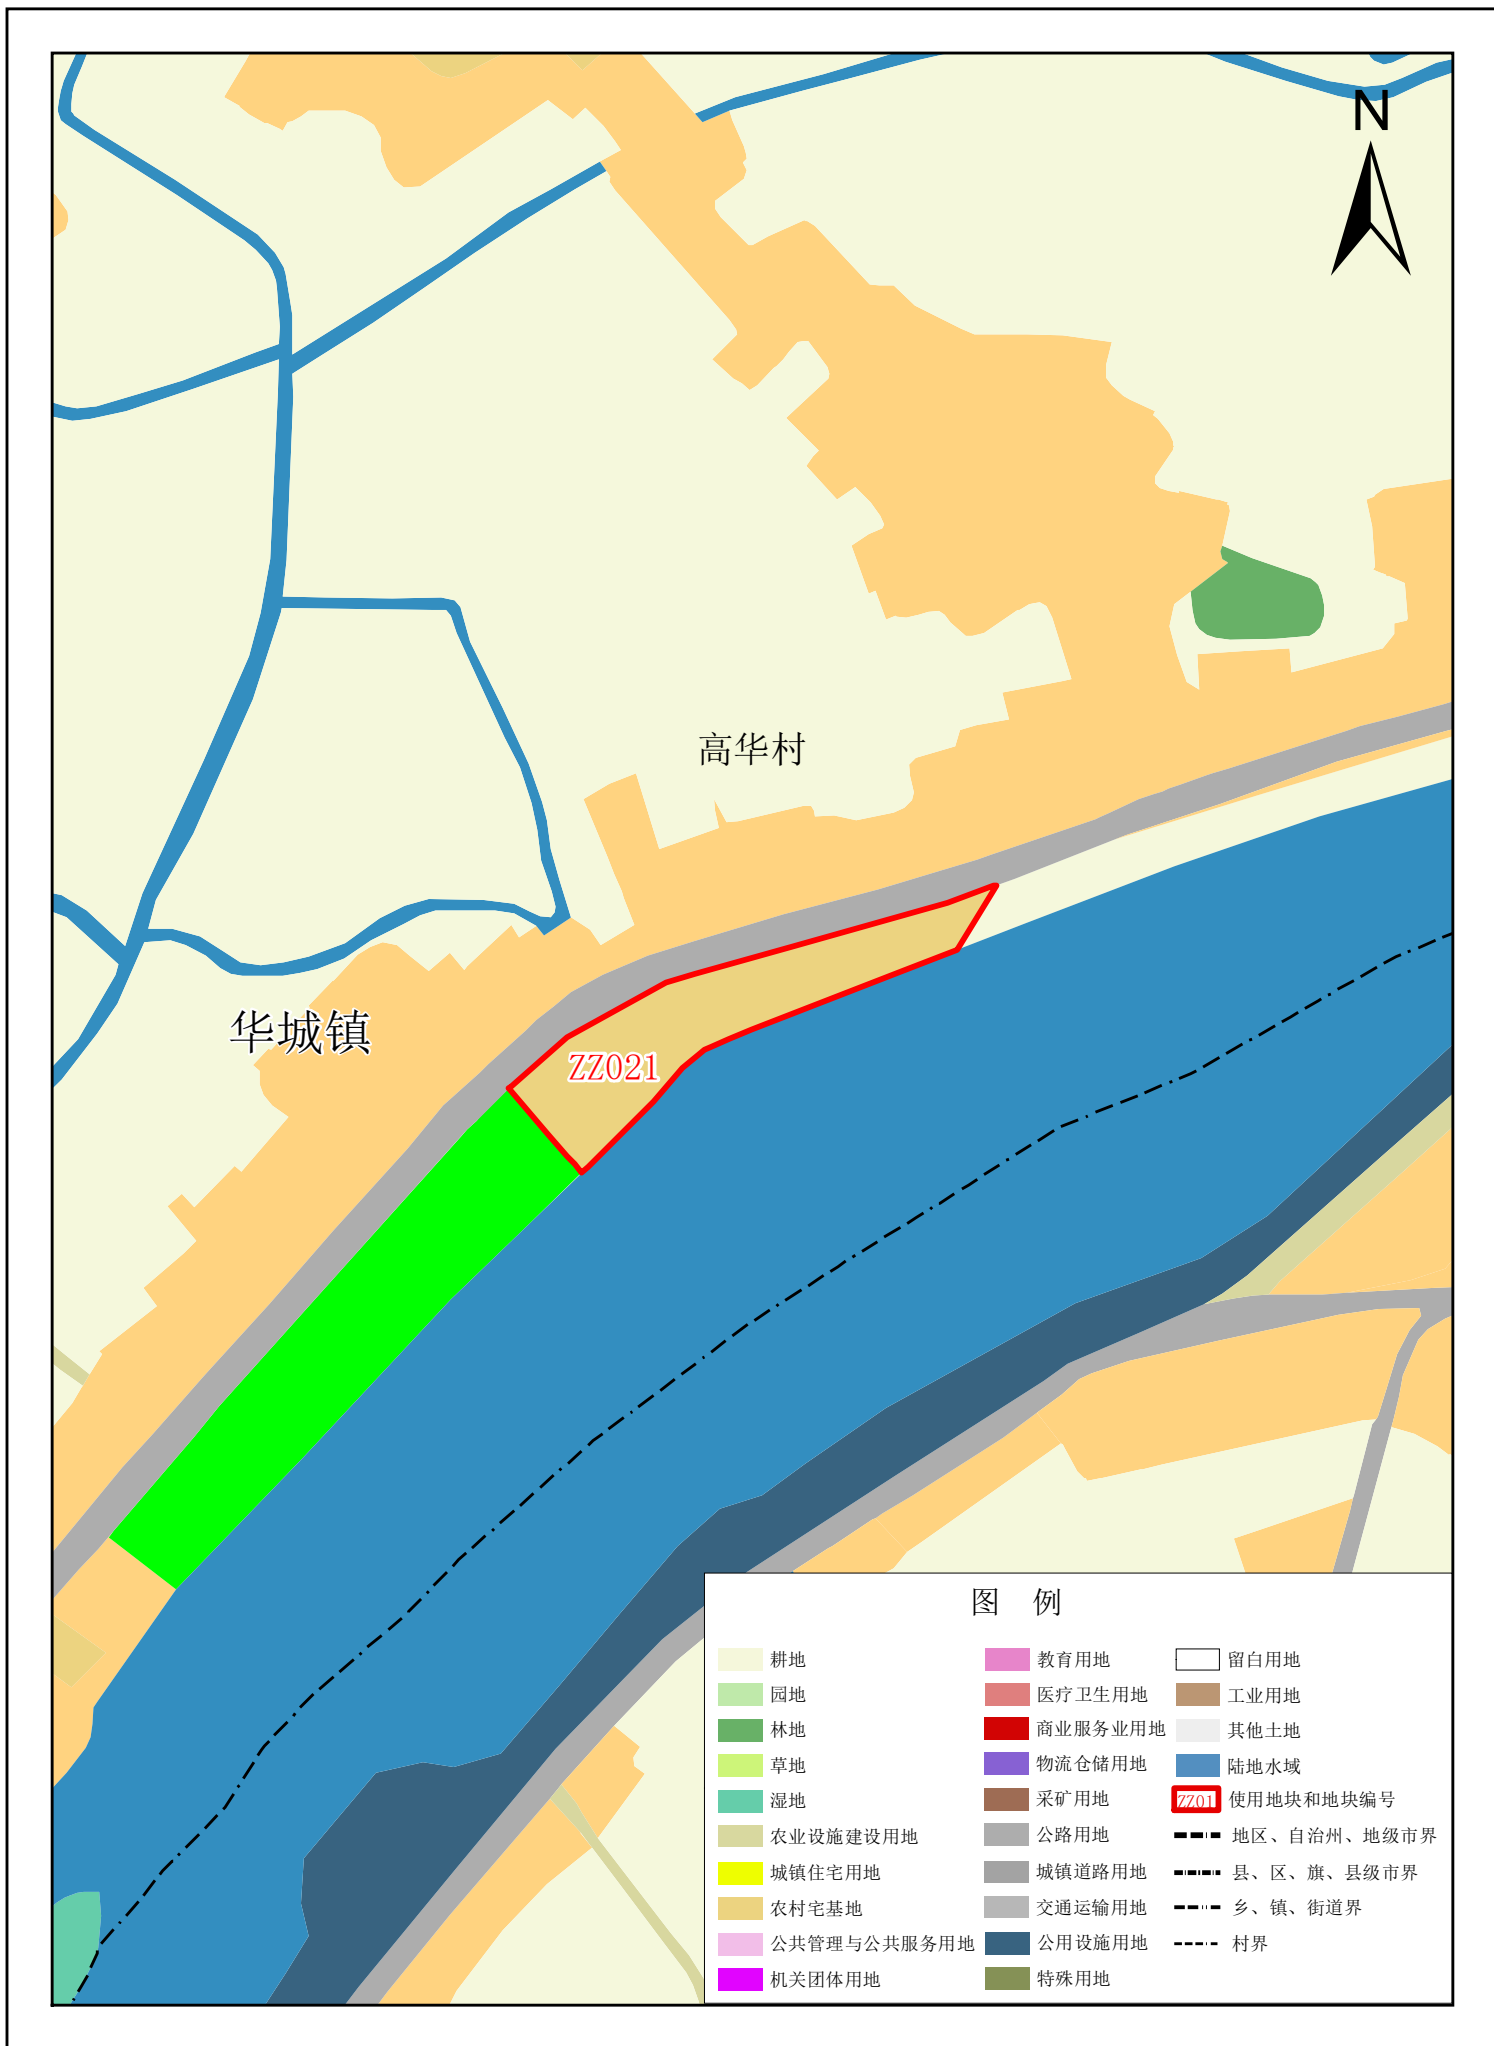 N
高华村
华城镇
ZZ021
图 例
耕地
园地
林地
草地
湿地
农业设施建设用地
城镇住宅用地
农村宅基地
公共管理与公共服务用地
机关团体用地
教育用地
医疗卫生用地
商业服务业用地
物流仓储用地
采矿用地
公路用地
城镇道路用地
交通运输用地
公用设施用地
特殊用地
留白用地
工业用地
其他土地
陆地水域
ZZ01 使用地块和地块编号
地区、自治州、地级市界
县、区、旗、县级市界
乡、镇、街道界
村界